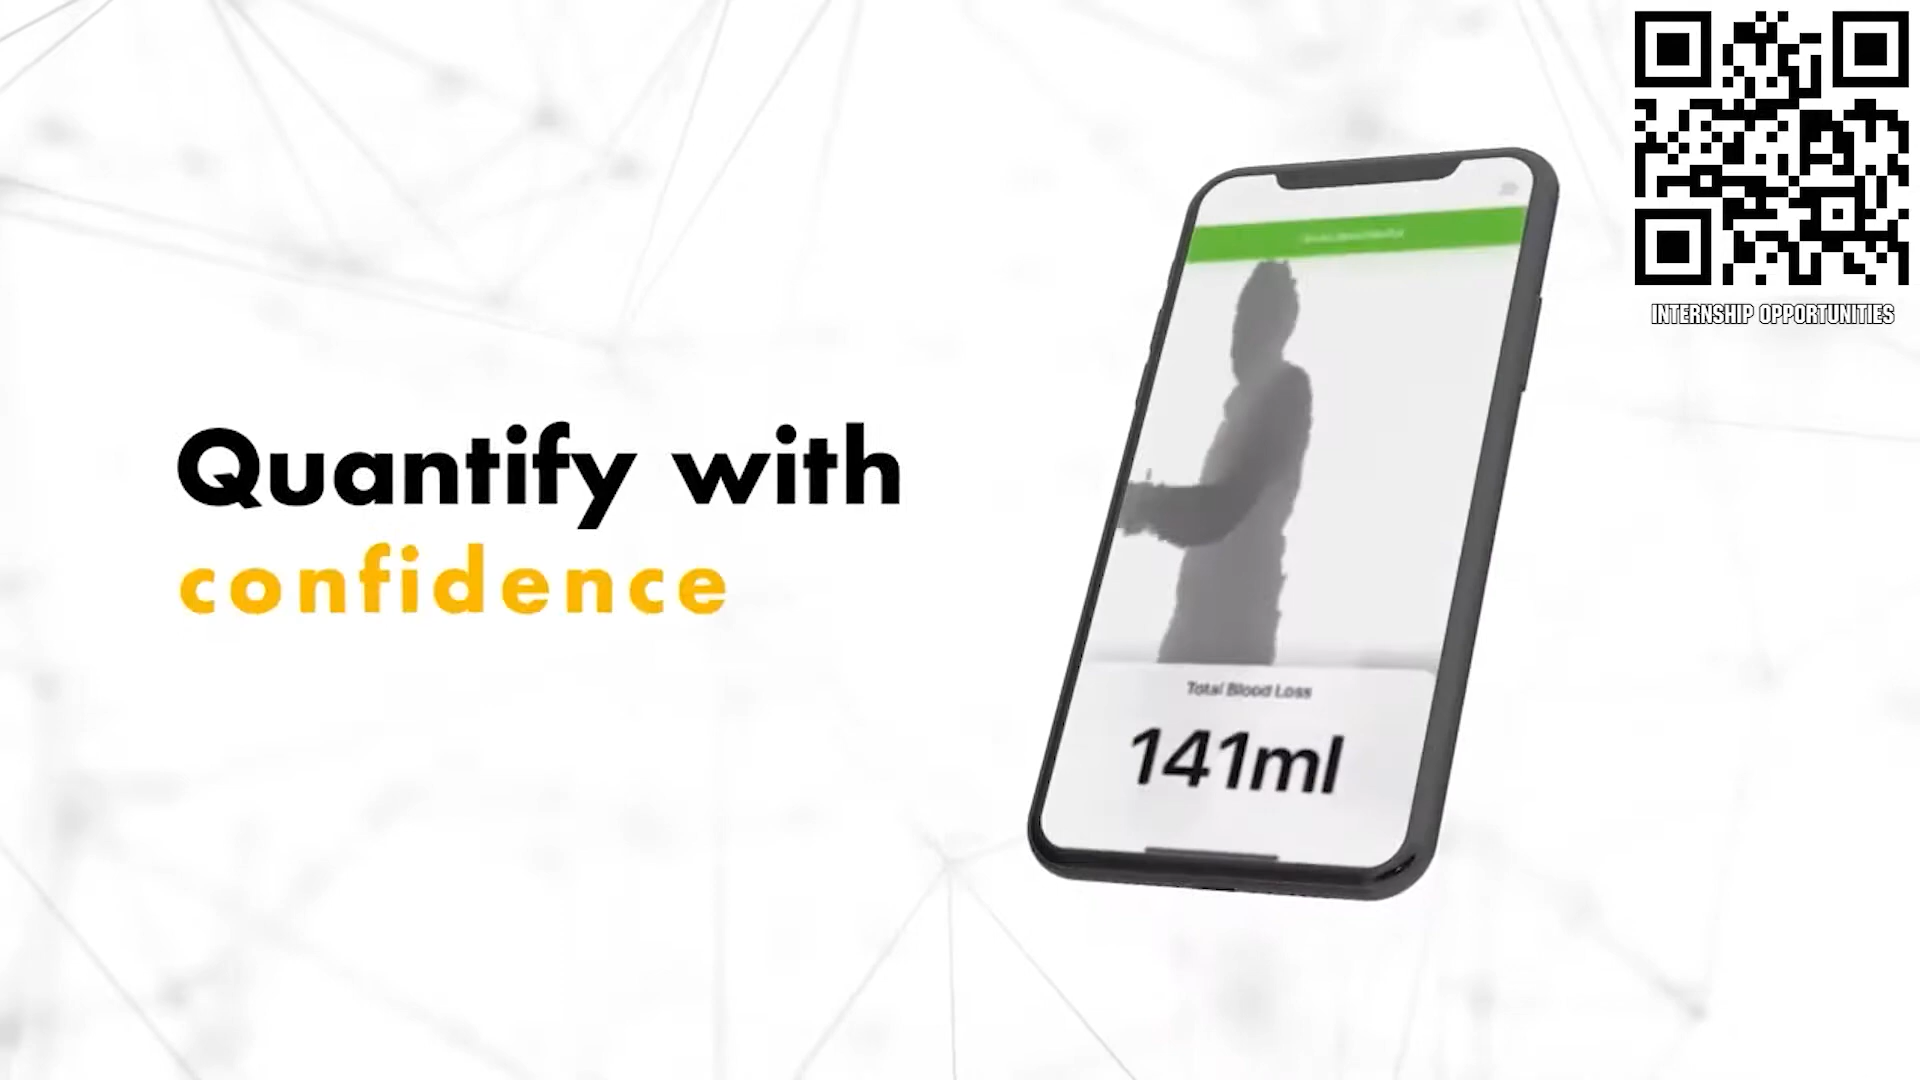 Quantify with
confidence
Total Blood Loss
141ml
INTERNSHIP OPPORTUNITIES